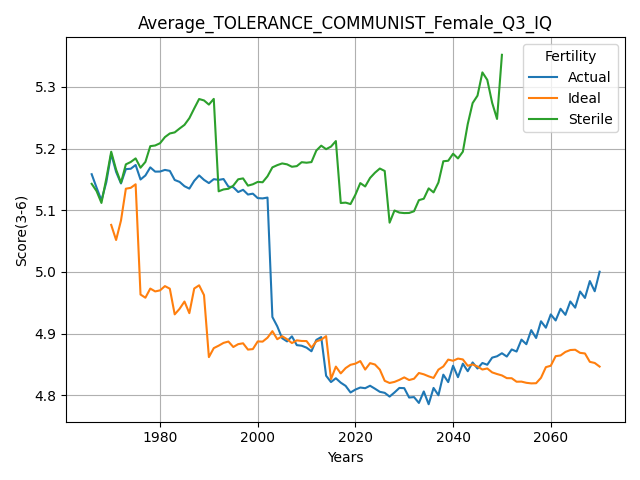 Average_TOLERANCE_COMMUNIST_Female_Q3_IQ
Fertility
Actual
Ideal
Sterile
Score(3-6)
5.3
5.2
5.1
5.0
4.9
4.8
1980 2000 2020 2040 2060
Years